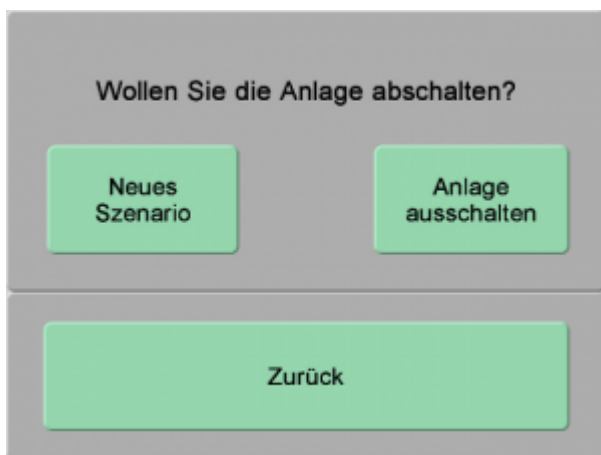 Wollen Sie die Anlage abschalten?
Neues
Szenario
Anlage
ausschalten
Zurück